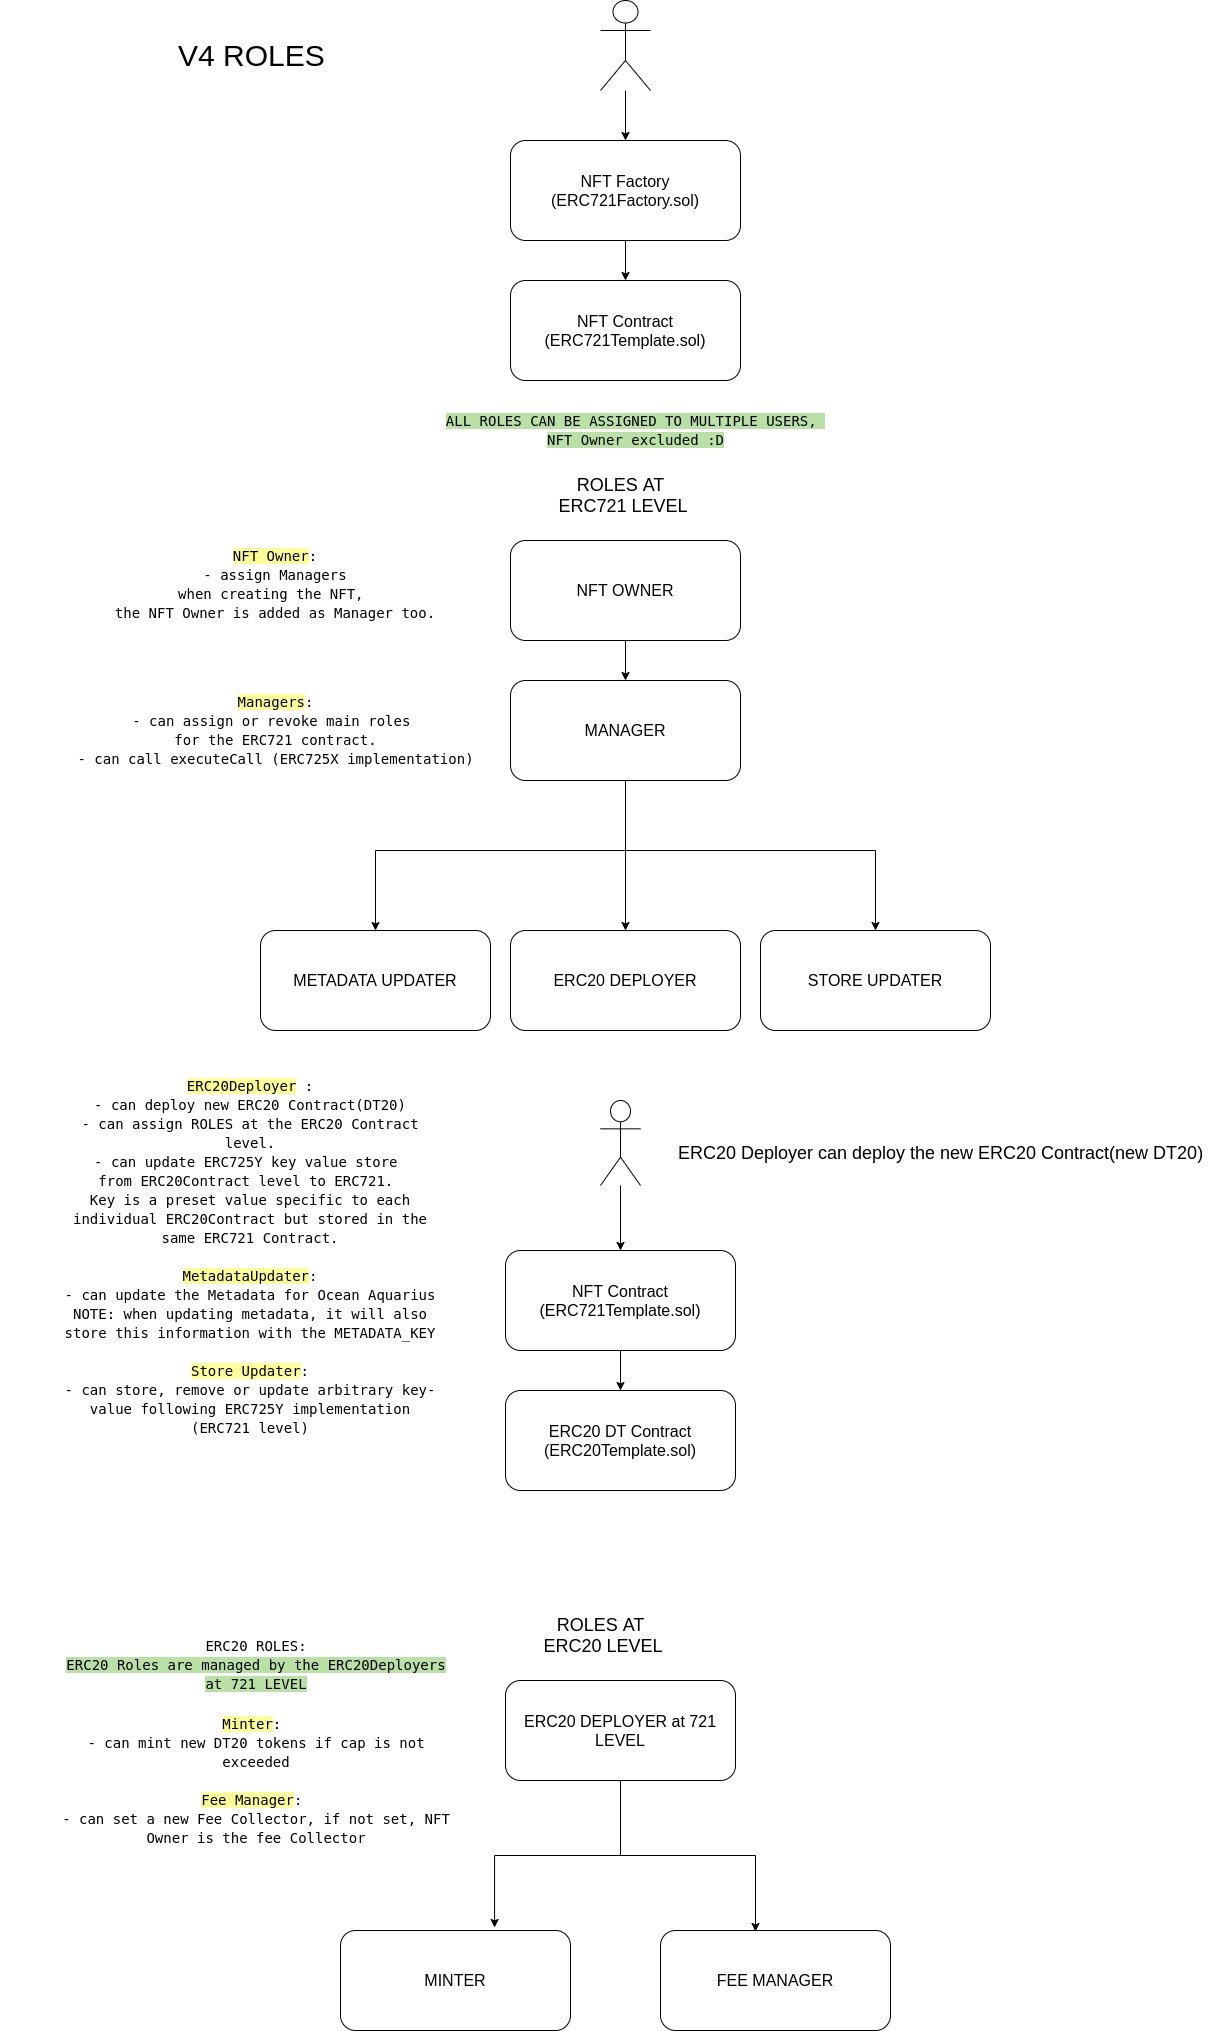 V4 ROLES
NFT Factory
(ERC721Factory.sol)
NFT Contract
(ERC721Template.sol)
ALL ROLES CAN BE ASSIGNED TO MULTIPLE USERS,
NFT Owner excluded :D
ROLES AT
ERC721 LEVEL
NFT Owner:
- assign Managers
when creating the NFT,
the NFT Owner is added as Manager too.
NFT OWNER
Managers:
- can assign or revoke main roles
for the ERC721 contract.
- can call executeCall (ERC725X implementation)
MANAGER
METADATA UPDATER
ERC20 DEPLOYER
STORE UPDATER
ERC20Deployer :
- can deploy new ERC20 Contract(DT20)
- can assign ROLES at the ERC20 Contract
level.
- can update ERC725Y key value store
from ERC20Contract level to ERC721.
Key is a preset value specific to each
individual ERC20Contract but stored in the
same ERC721 Contract.
MetadataUpdater:
- can update the Metadata for Ocean Aquarius
NOTE: when updating metadata, it will also
store this information with the METADATA_KEY
Store Updater:
- can store, remove or update arbitrary key-
value following ERC725Y implementation
(ERC721 level)
ERC20 Deployer can deploy the new ERC20 Contract(new DT20)
NFT Contract
(ERC721Template.sol)
ERC20 DT Contract
(ERC20Template.sol)
ROLES AT
ERC20 LEVEL
ERC20 ROLES:
ERC20 Roles are managed by the ERC20Deployers
at 721 LEVEL
Minter:
- can mint new DT20 tokens if cap is not
exceeded
Fee Manager:
- can set a new Fee Collector, if not set, NFT
Owner is the fee Collector
ERC20 DEPLOYER at 721
LEVEL
MINTER
FEE MANAGER